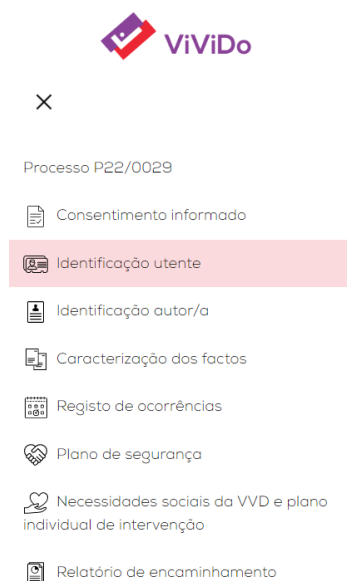 ViViDo
Processo P22/0029
Consentimento informado
Identificação utente
Identificação autor/a
Caracterização dos factos
Registo de ocorrências
Plano de segurança
Necessidades sociais da VVD e plano
individual de intervenção
Relatório de encaminhamento